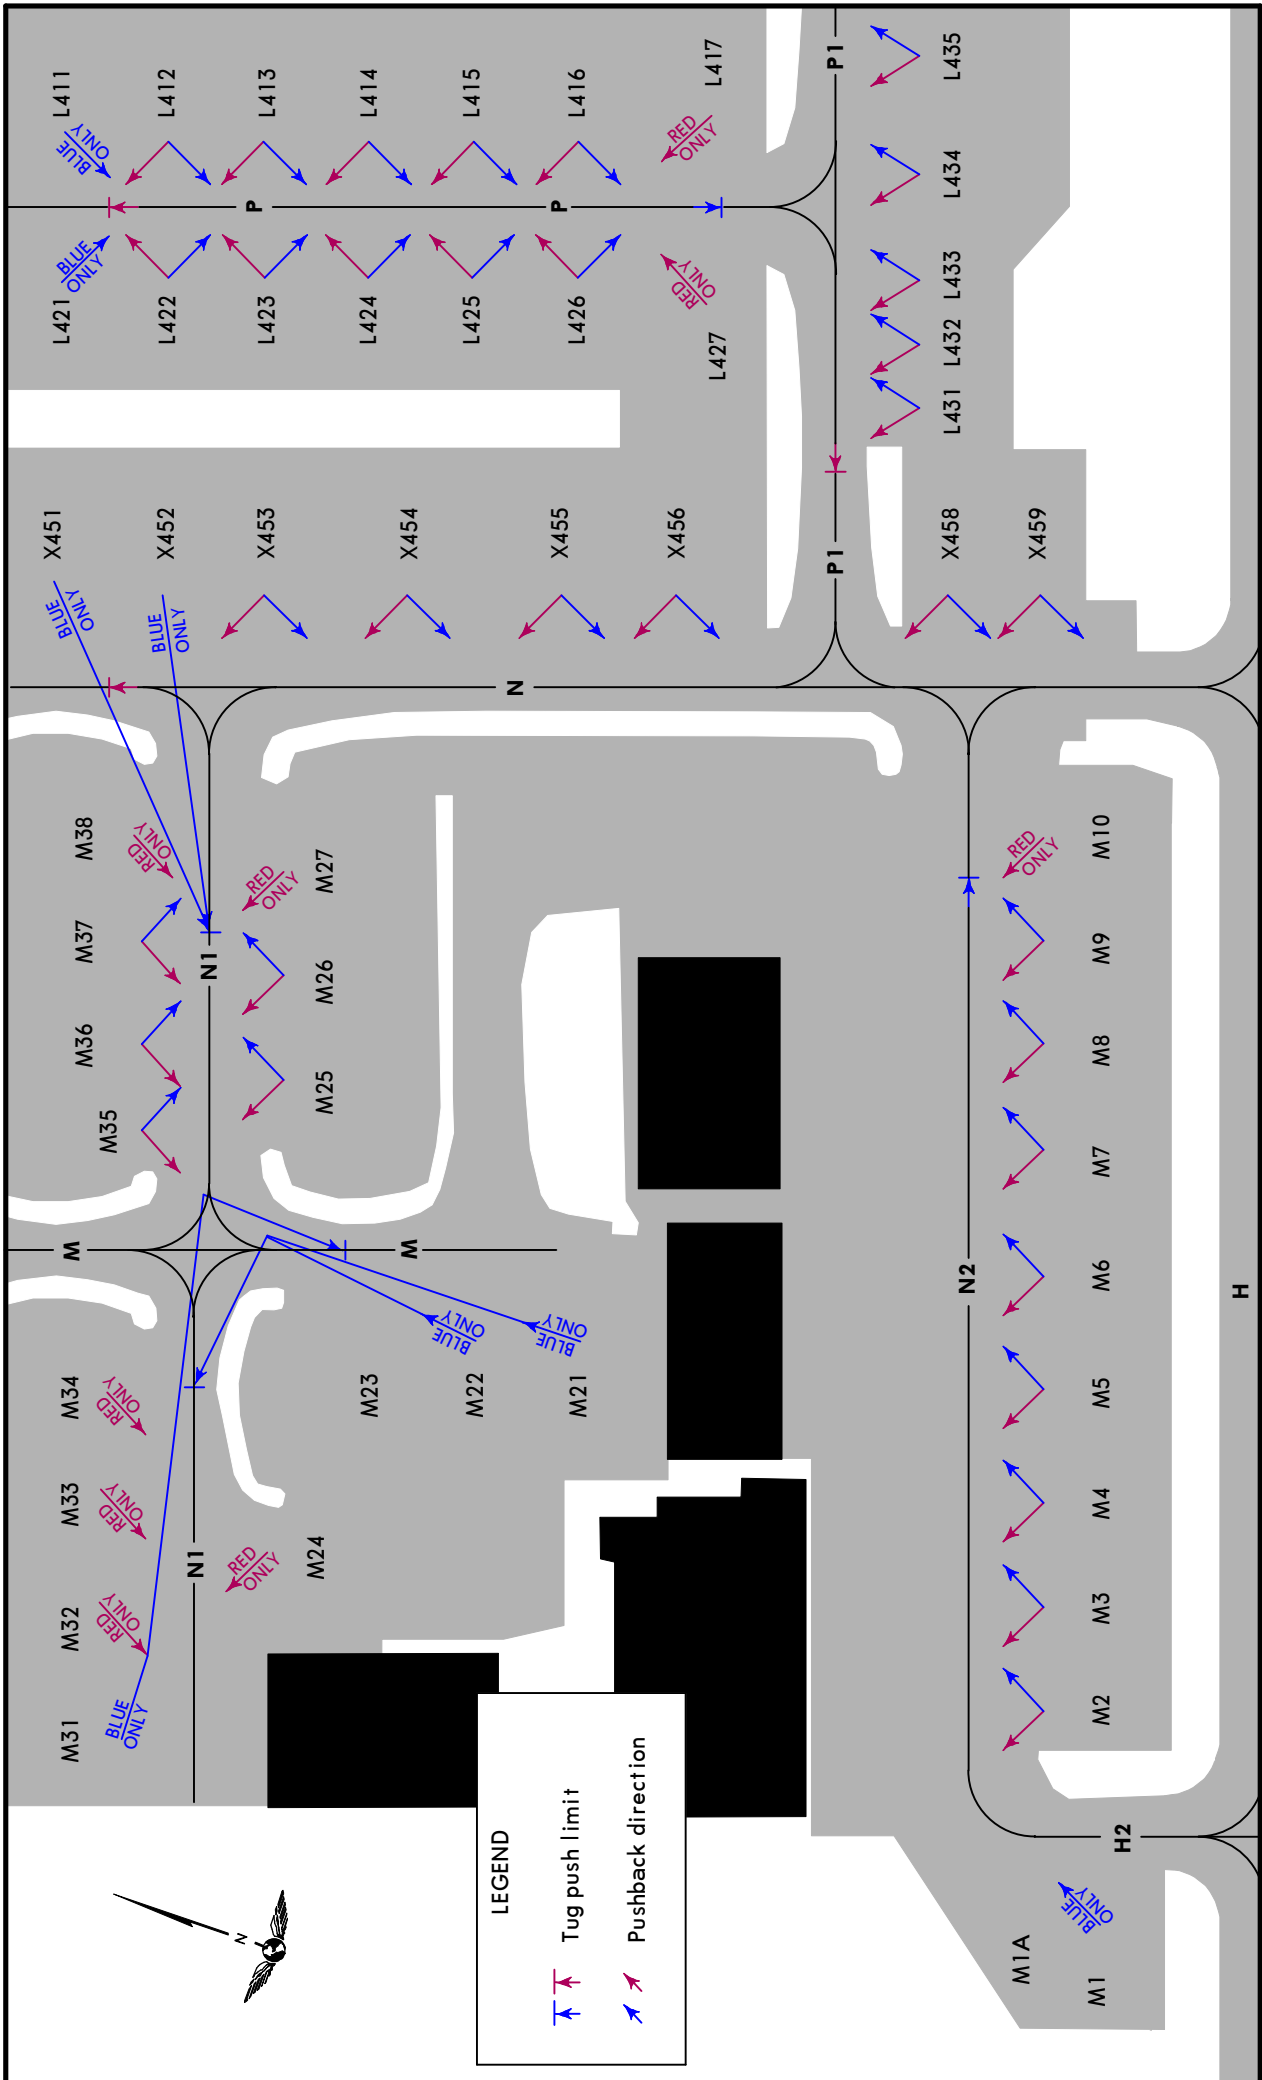 L411
L412
L413
L414
L415
L416
L417
BLUE
ONLY
RED
ONLY
P
P
BLUE
ONLY
RED
ONLY
L421
L422
L423
L424
L425
L426
L427
P1
L435
L434
L433
L432
L431
P1
X451
X452
X453
X454
X455
X456
X458
X459
BLUE
ONLY
BLUE
ONLY
N
M38
RED
ONLY
M37
M36
M35
N1
RED
ONLY
M27
M26
M25
M
M
BLUE
ONLY
BLUE
ONLY
M23
M22
M21
M34
RED
ONLY
M33
RED
ONLY
M32
RED
ONLY
M31
BLUE
ONLY
N1
RED
ONLY
M24
RED
ONLY
M10
M9
M8
M7
M6
M5
M4
M3
M2
N2
H
H2
BLUE
ONLY
M1A
M1
N
LEGEND
Tug push limit
Pushback direction